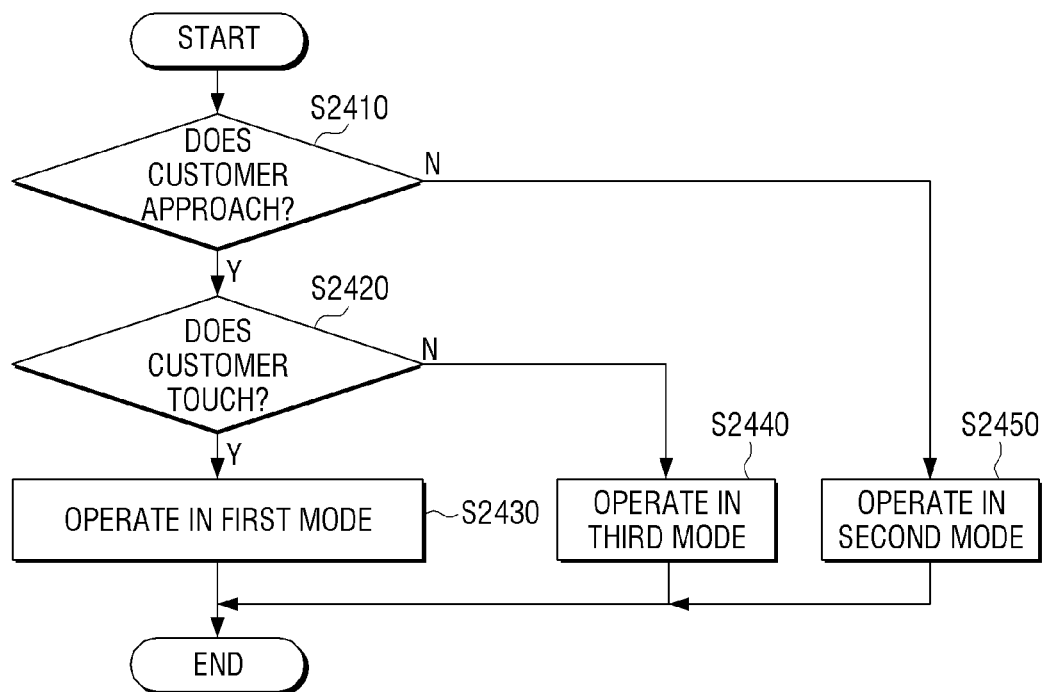 START
S2410
DOES
CUSTOMER
APPROACH?
N
Y
S2420
DOES
CUSTOMER
TOUCH?
N
Y
S2440
S2450
OPERATE IN FIRST MODE
S2430
OPERATE IN
THIRD MODE
OPERATE IN
SECOND MODE
END